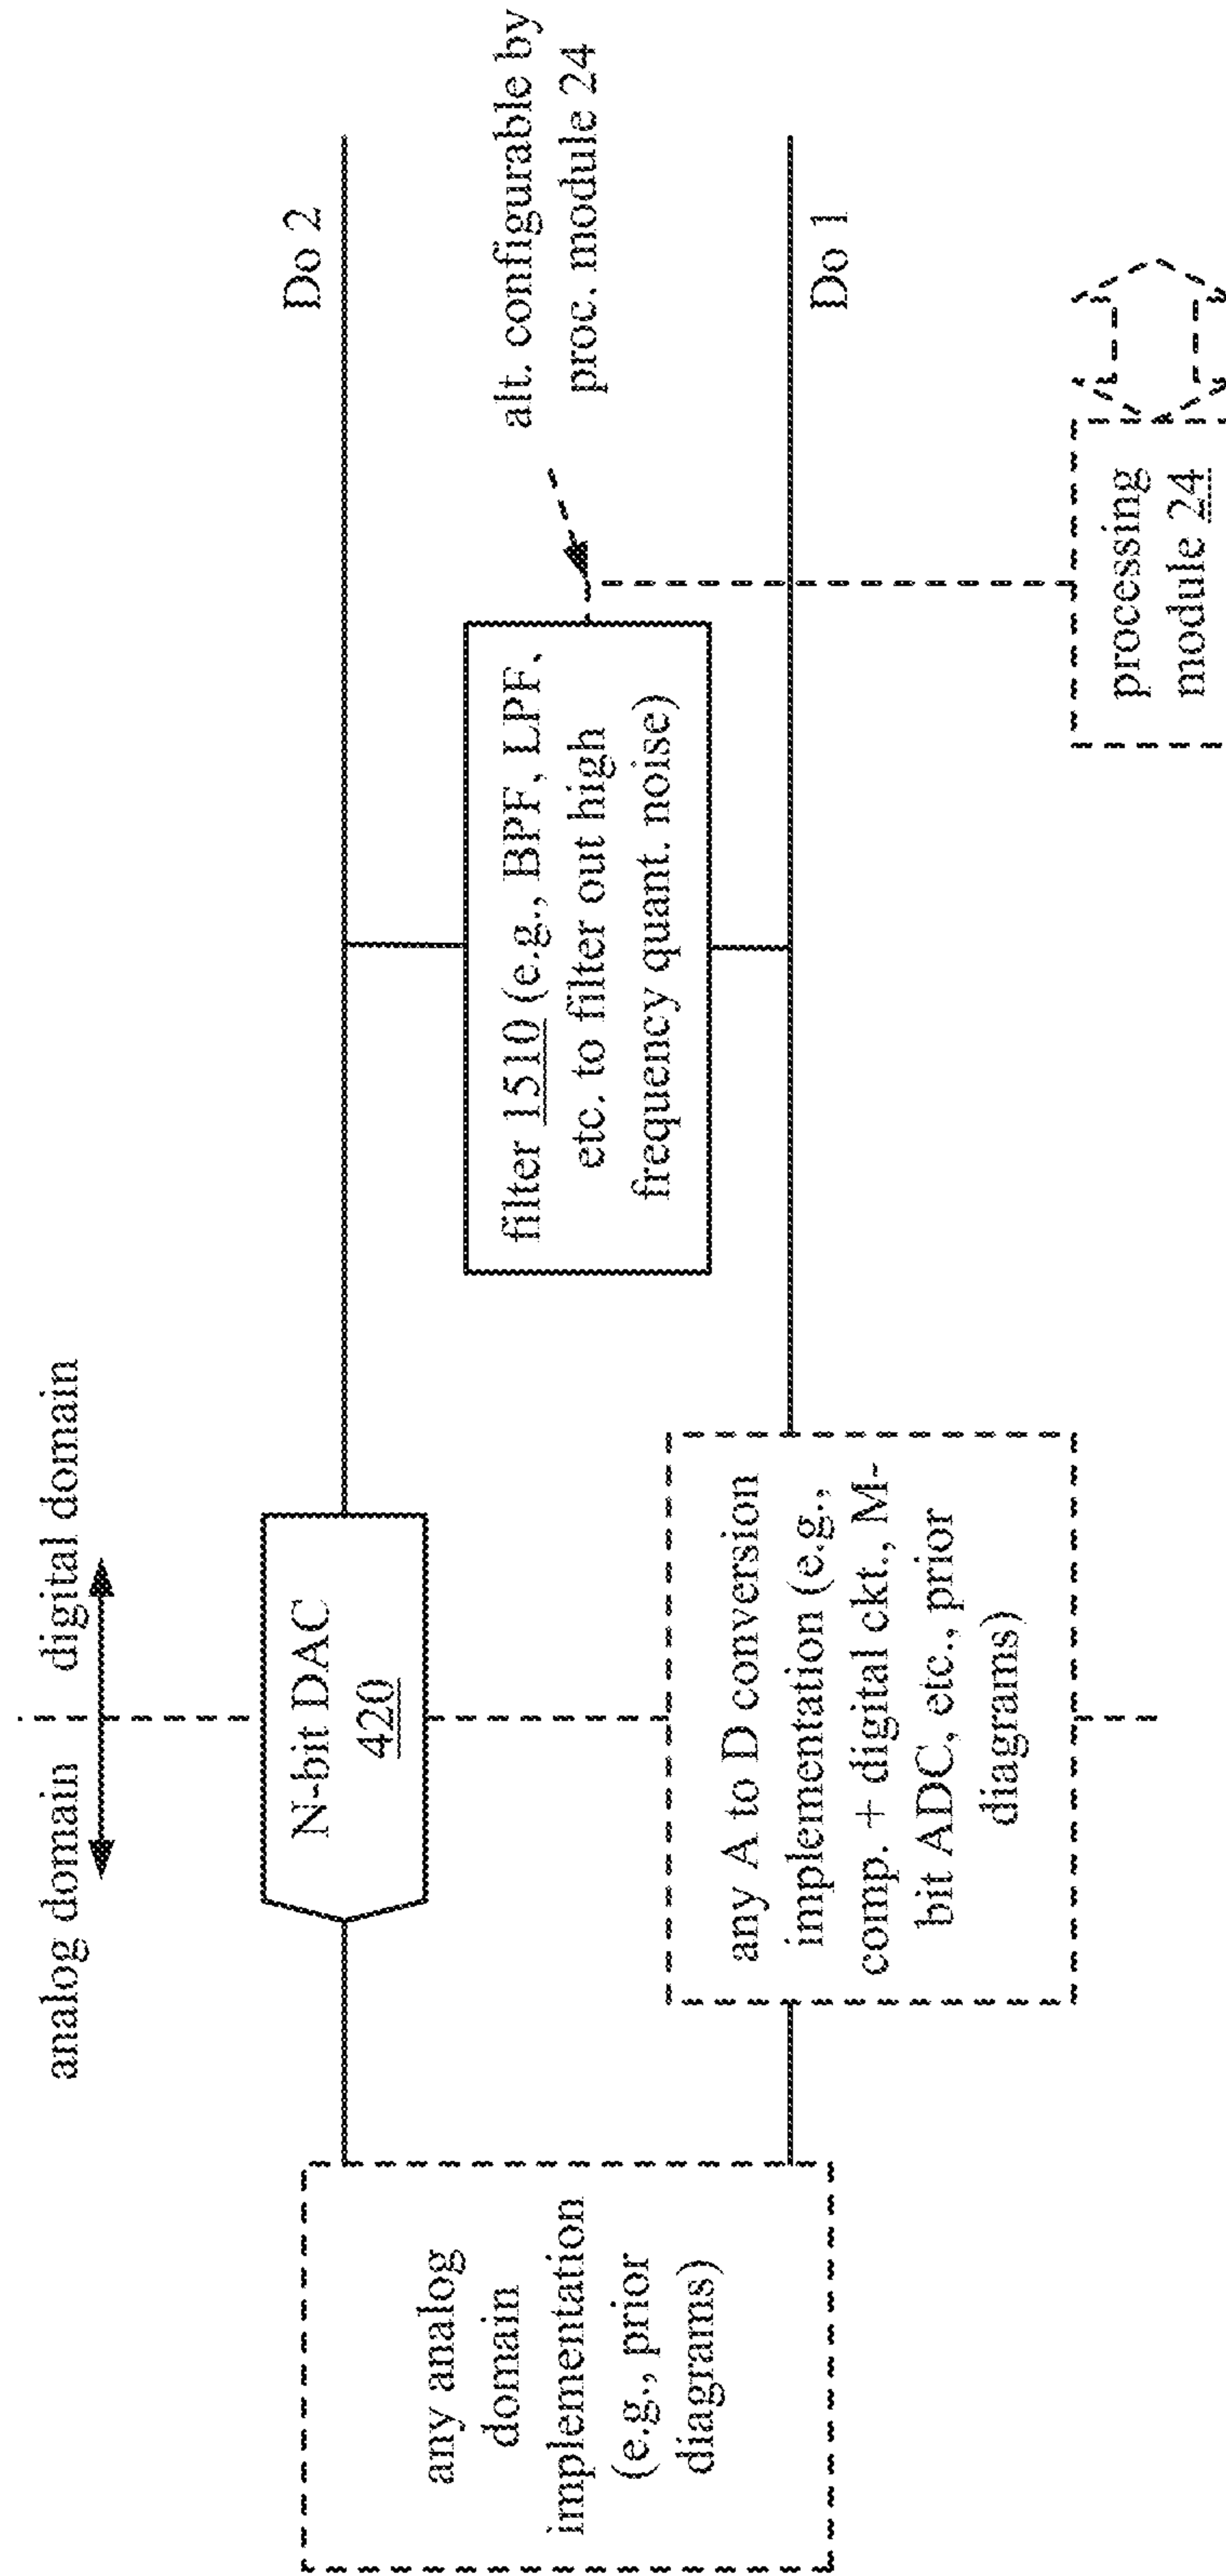 analog domain
digital domain
any analog
domain
implementation
(e.g., prior
diagrams)
N-bit DAC
420
any A to D conversion
implementation (e.g.,
comp. + digital ckt., M-
bit ADC, etc., prior
diagrams)
filter 1510 (e.g., BPF, LPF,
etc. to filter out high
frequency quant. noise)
Do 2
alt. configurable by
proc. module 24
Do 1
processing
module 24